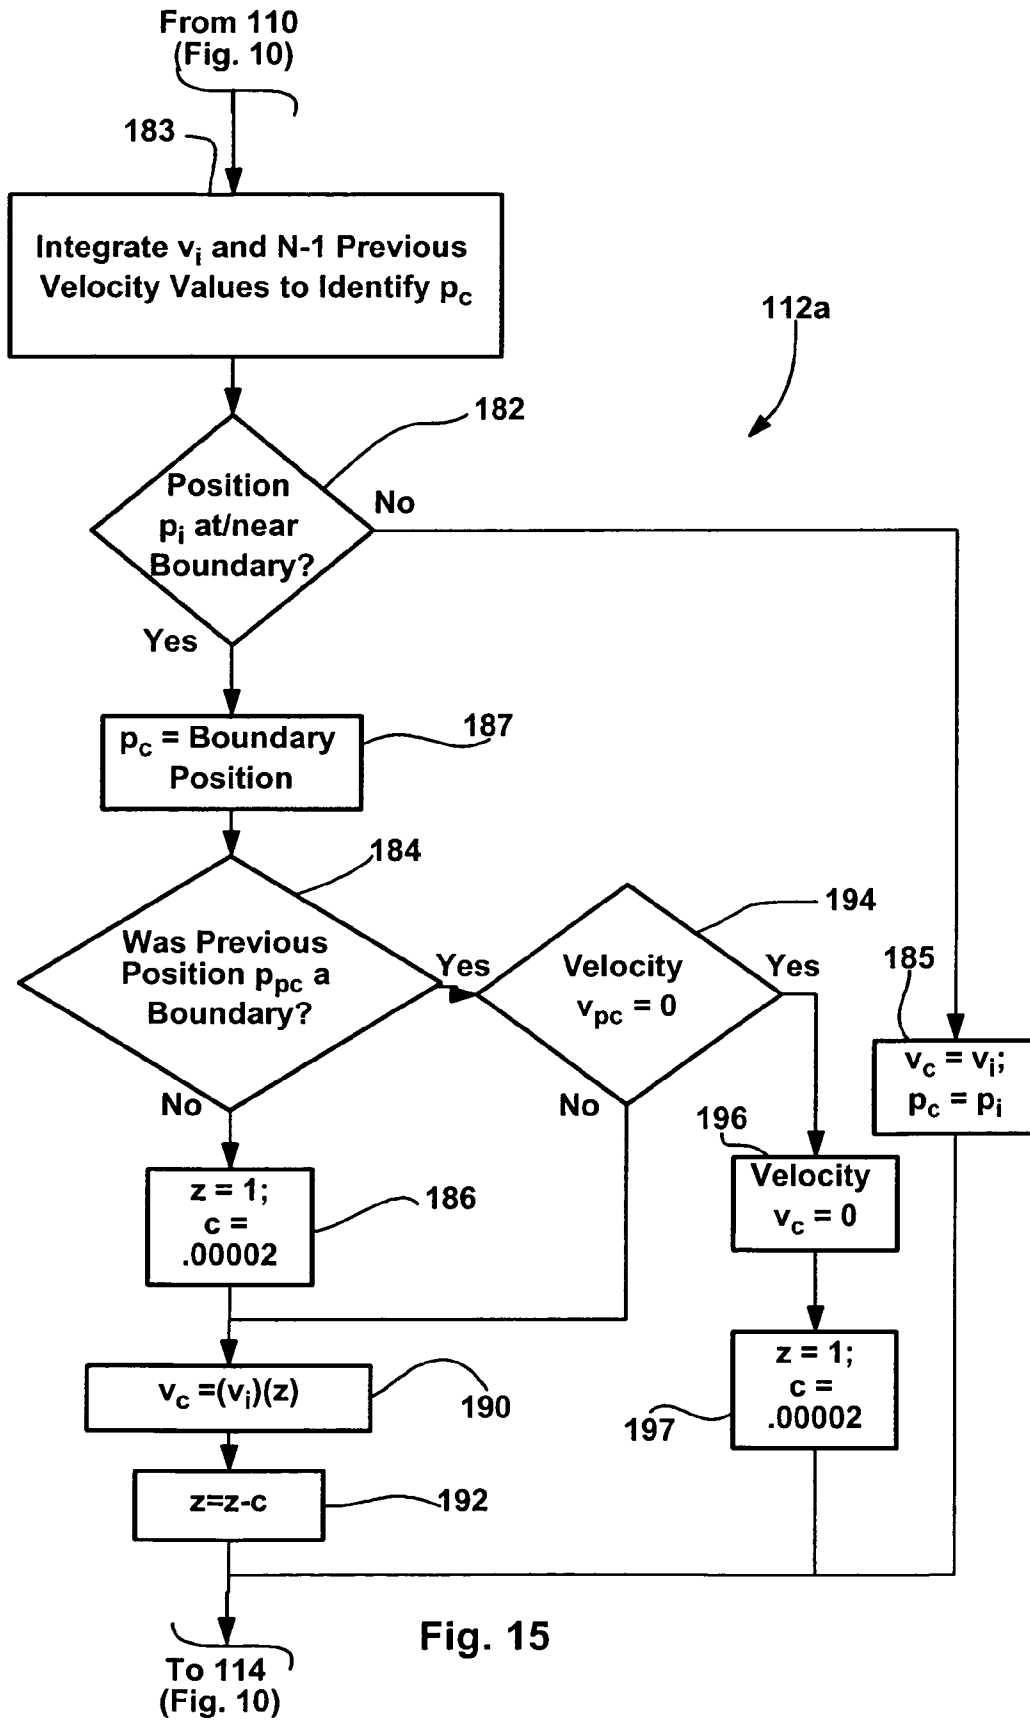 From 110
(Fig. 10)
183
Integrate vi and N-1 Previous
Velocity Values to Identify pc
112a
182
Position
pi at/near
Boundary?
No
Yes
pc = Boundary
Position
187
184
Was Previous
Position ppc a
Boundary?
Yes
No
194
Velocity
vpc = 0
Yes
No
185
vc = vi;
pc = pi
196
Velocity
vc = 0
z = 1;
c =
.00002
186
z = 1;
c =
.00002
197
vc =(vi)(z)
190
z=z-c
192
Fig. 15
To 114
(Fig. 10)